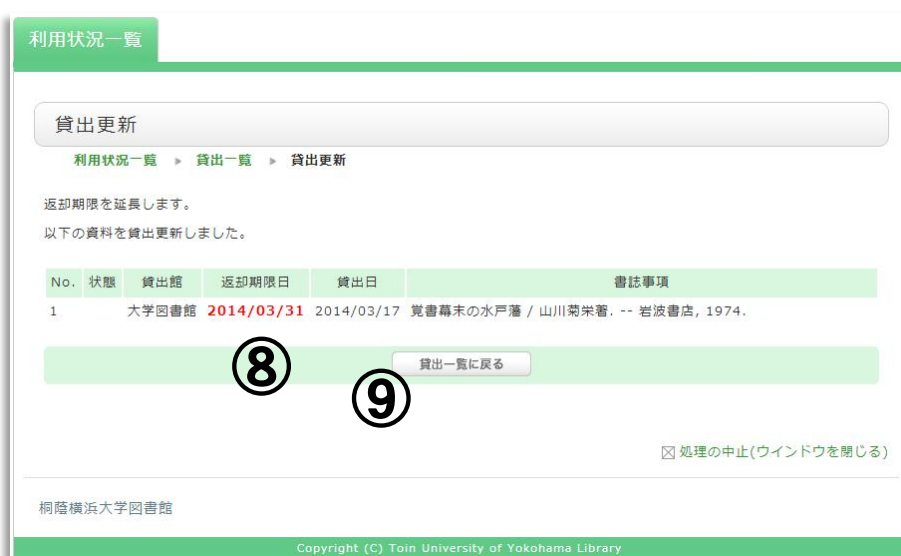 利用状況一覧
貸出更新
利用状況一覧 ▶ 貸出一覧 ▶ 貸出更新
返却期限を延長します。
以下の資料を貸出更新しました。
No. 状態 貸出館 返却期限日 貸出日 書誌事項
1 大学図書館 2014/03/31 2014/03/17 覚書幕末の水戸藩 / 山川菊栄著. -- 岩波書店, 1974.
⑧
貸出一覧に戻る
⑨
処理の中止(ウインドウを閉じる)
桐蔭横浜大学図書館
Copyright (C) Toin University of Yokohama Library